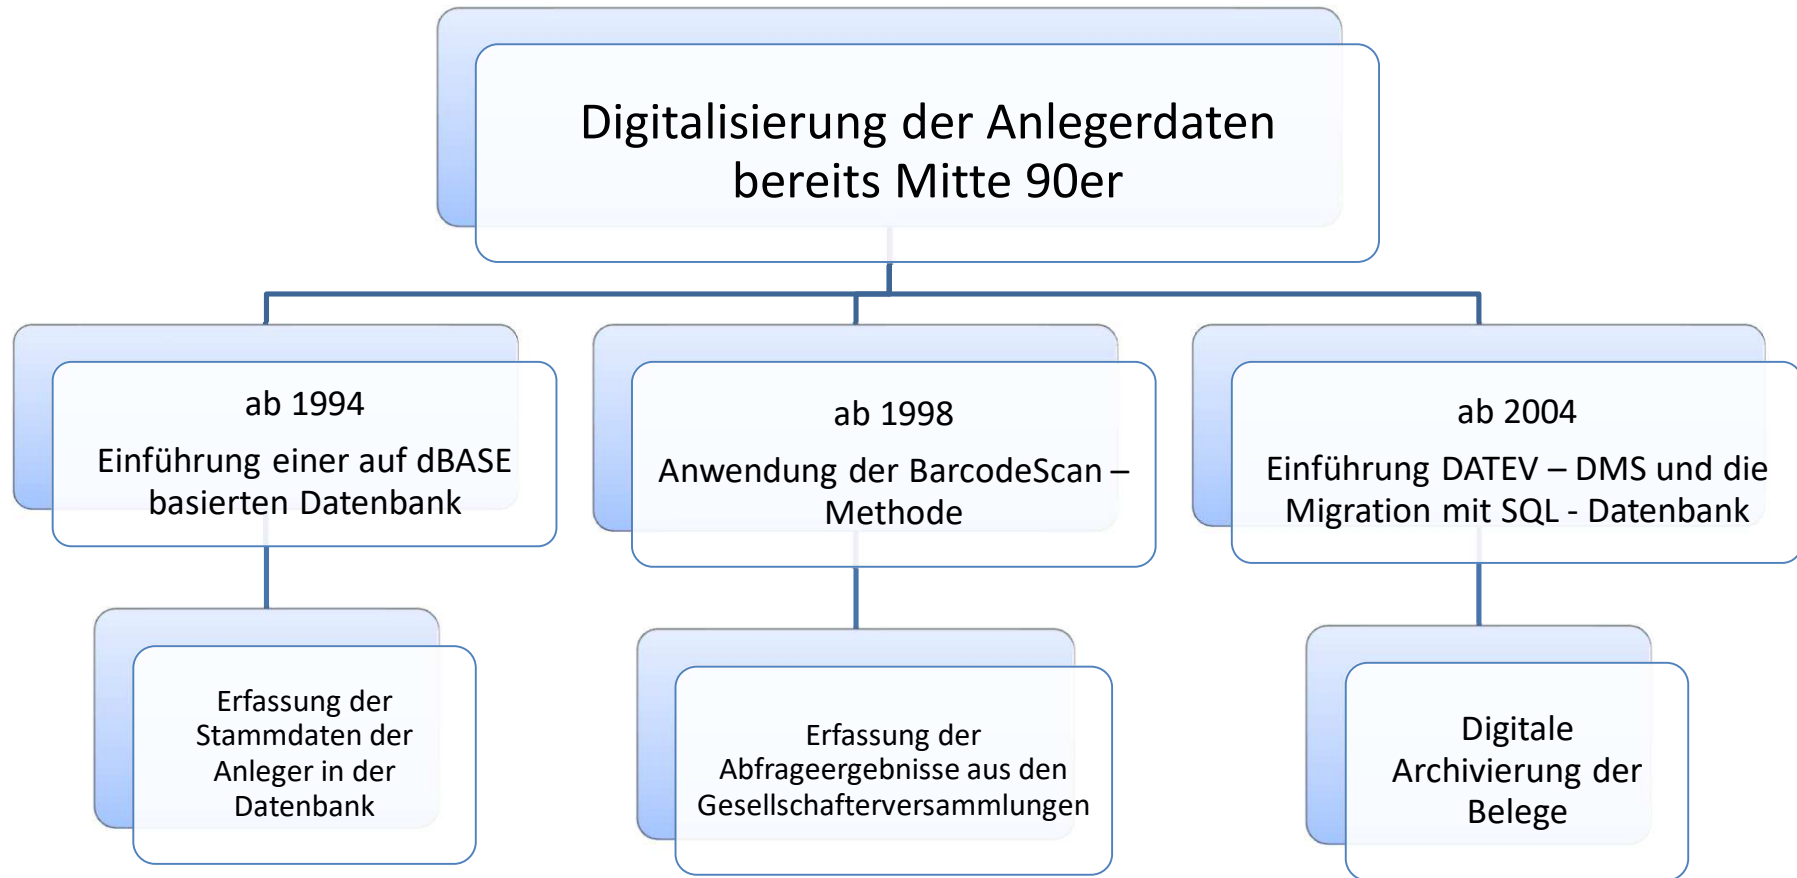 Digitalisierung der Anlegerdaten
bereits Mitte 90er
ab 1994
Einführung einer auf dBASE
basierten Datenbank
ab 1998
Anwendung der BarcodeScan –
Methode
ab 2004
Einführung DATEV – DMS und die
Migration mit SQL - Datenbank
Erfassung der
Stammdaten der
Anleger in der
Datenbank
Erfassung der
Abfrageergebnisse aus den
Gesellschafterversammlungen
Digitale
Archivierung der
Belege